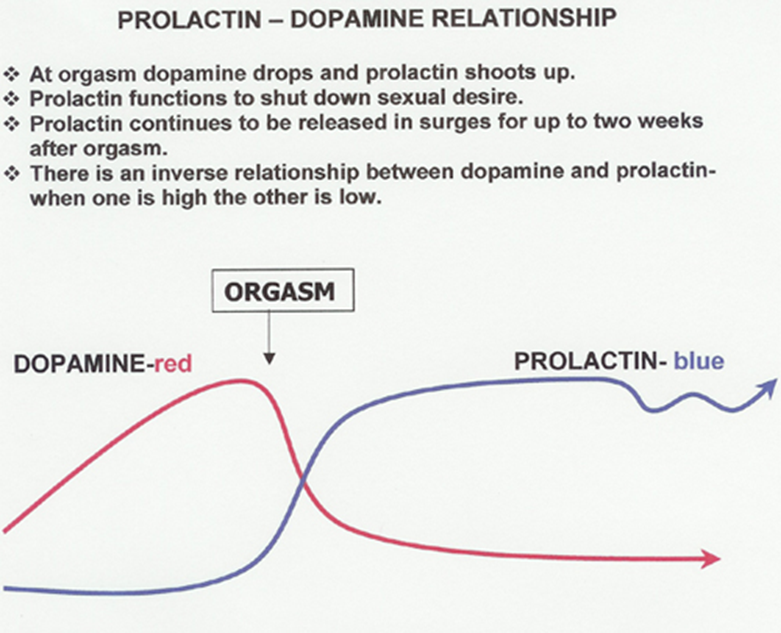 PROLACTIN – DOPAMINE RELATIONSHIP
❖ At orgasm dopamine drops and prolactin shoots up.
❖ Prolactin functions to shut down sexual desire.
❖ Prolactin continues to be released in surges for up to two weeks
after orgasm.
❖ There is an inverse relationship between dopamine and prolactin-
when one is high the other is low.
ORGASM
DOPAMINE-red
PROLACTIN- blue